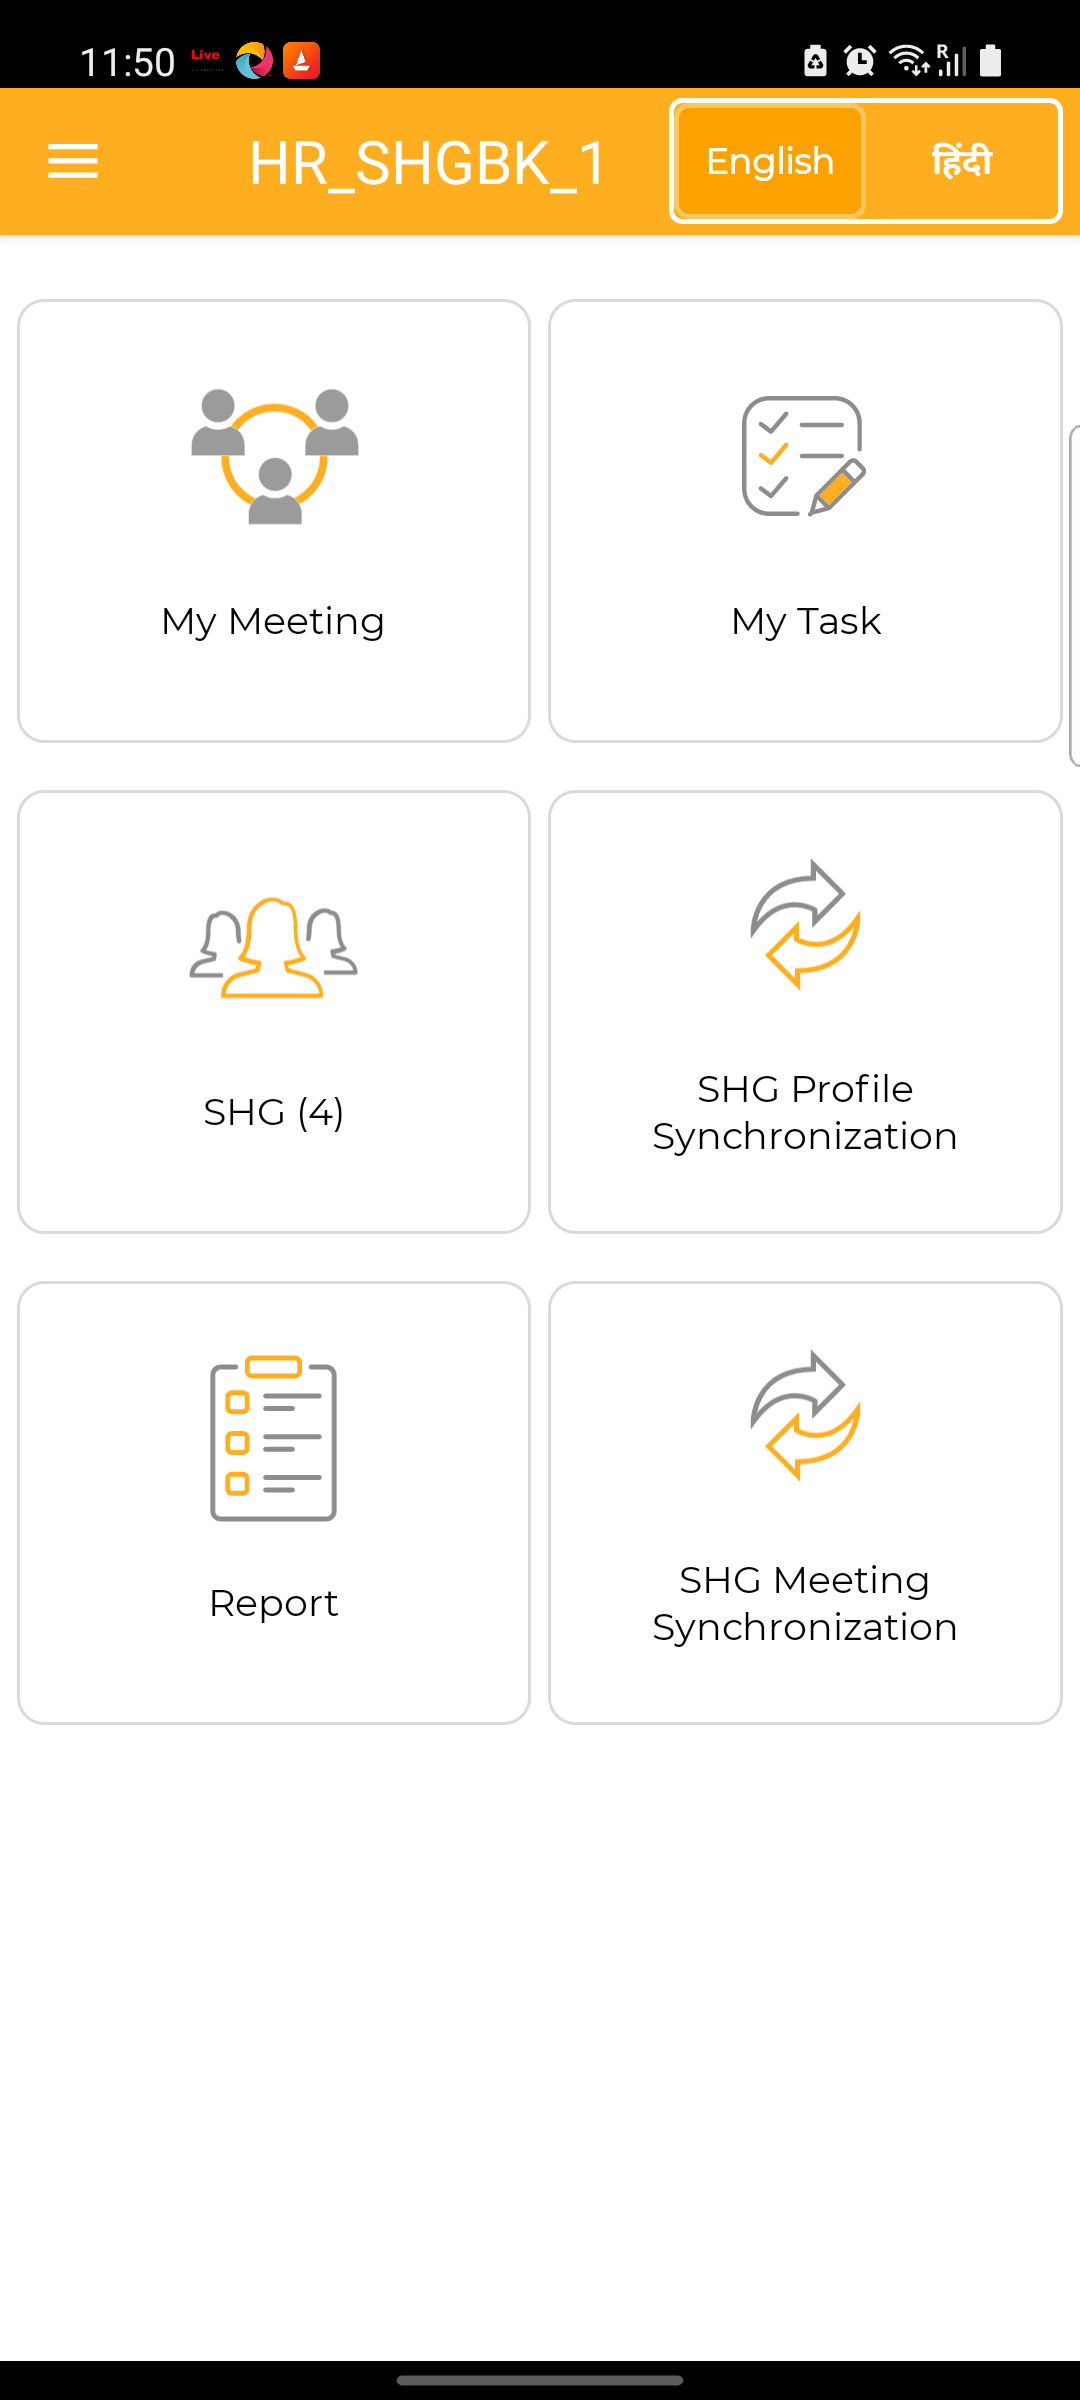 11:50
Live
R
HR_SHGBK_1
English
हिंदी
My Meeting
My Task
SHG (4)
SHG Profile
Synchronization
Report
SHG Meeting
Synchronization